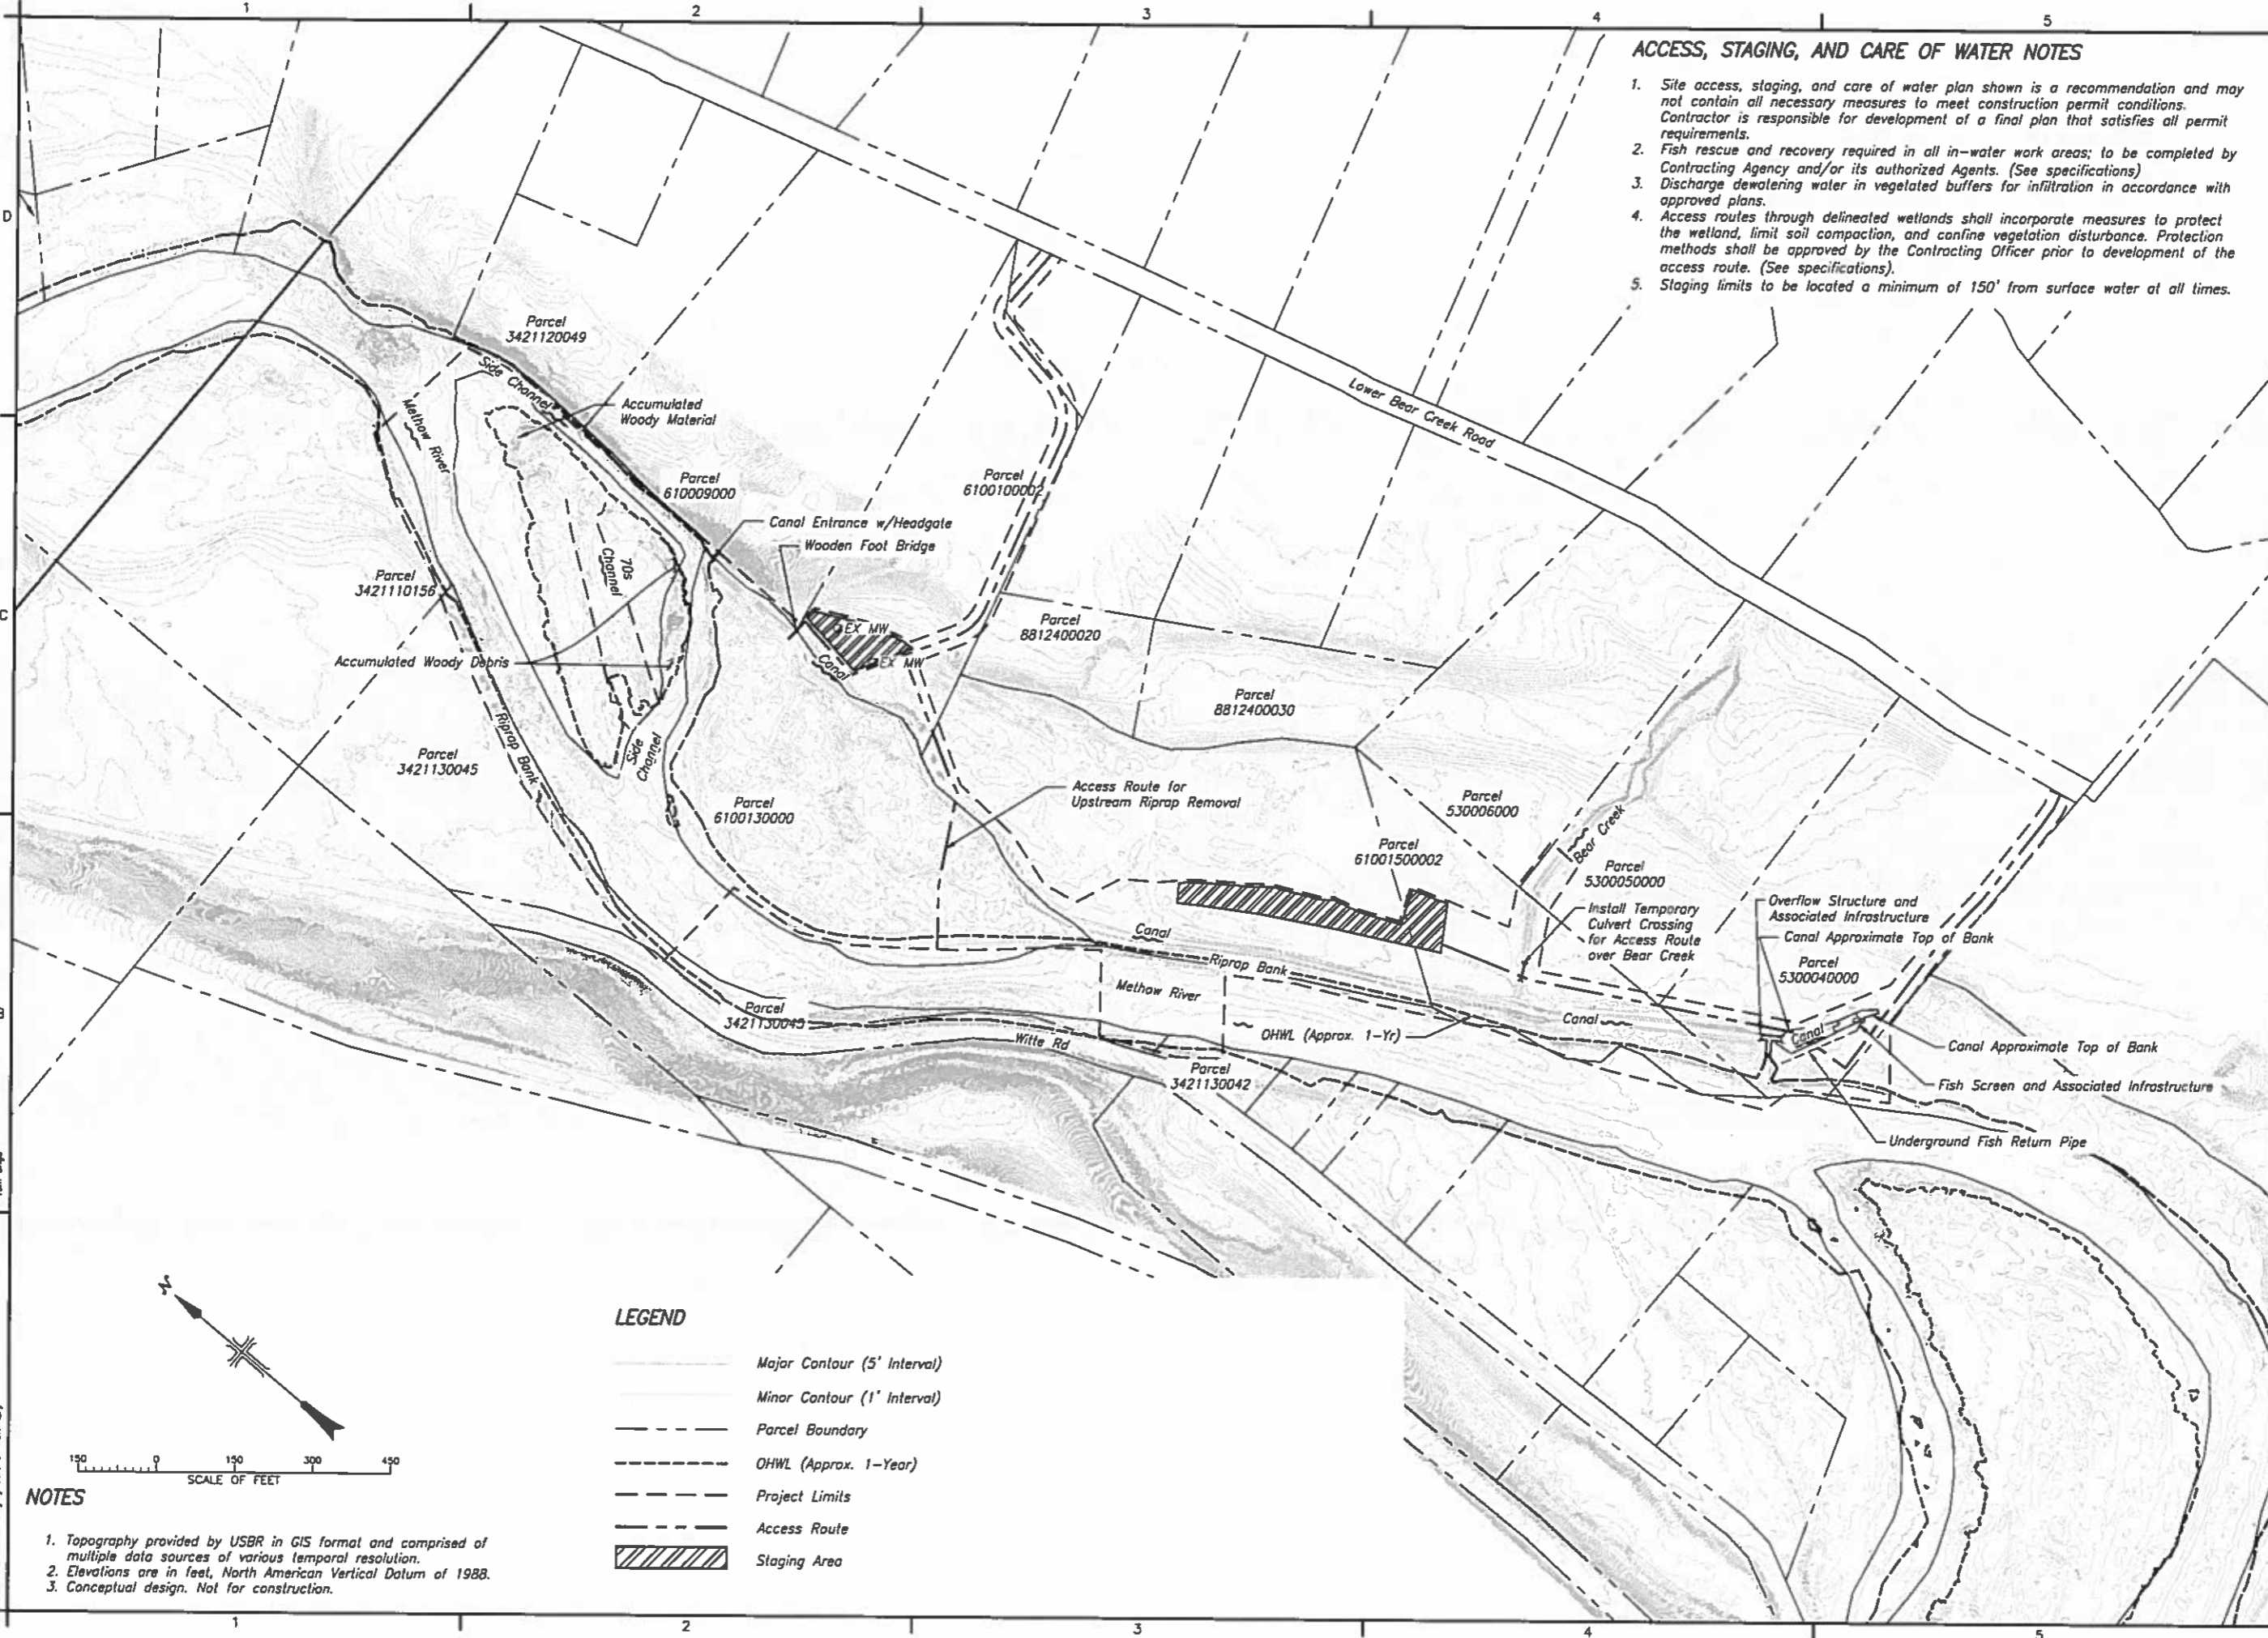 1 2 3 4 5
ACCESS, STAGING, AND CARE OF WATER NOTES
1. Site access, staging, and care of water plan shown is a recommendation and may
not contain all necessary measures to meet construction permit conditions.
Contractor is responsible for development of a final plan that satisfies all permit
requirements.
2. Fish rescue and recovery required in all in-water work areas; to be completed by
Contracting Agency and/or its authorized Agents. (See specifications)
3. Discharge dewatering water in vegetated buffers for infiltration in accordance with
approved plans.
4. Access routes through delineated wetlands shall incorporate measures to protect
the wetland, limit soil compaction, and confine vegetation disturbance. Protection
methods shall be approved by the Contracting Officer prior to development of the
access route. (See specifications).
5. Staging limits to be located a minimum of 150' from surface water at all times.
D
Parcel
3421120049
Side Channel
Methow River
Accumulated
Woody Material
Lower Bear Creek Road
Parcel
610009000
Parcel
6100100002
Canal Entrance w/Headgate
Wooden Foot Bridge
70s
Channel
Parcel
3421110156
C
EX MW
EX MW
Canal
Parcel
8812400020
Accumulated Woody Debris
Parcel
8812400030
Riprap Bank
Side
Channel
Parcel
3421130045
Parcel
6100130000
Access Route for
Upstream Riprap Removal
Parcel
530006000
Bear Creek
Parcel
61001500002
Parcel
5300050000
Install Temporary
Culvert Crossing
for Access Route
over Bear Creek
Overflow Structure and
Associated Infrastructure
Canal Approximate Top of Bank
Parcel
5300040000
Canal
Riprap Bank
Methow River
B
Parcel
3421130045
Witte Rd
OHWL (Approx. 1-Yr)
Canal
Canal
Canal Approximate Top of Bank
Parcel
3421130042
Fish Screen and Associated Infrastructure
Underground Fish Return Pipe
N
150 0 150 300 450
SCALE OF FEET
LEGEND
Major Contour (5' Interval)
Minor Contour (1' Interval)
Parcel Boundary
OHWL (Approx. 1-Year)
Project Limits
Access Route
Staging Area
NOTES
1. Topography provided by USBR in GIS format and comprised of
multiple data sources of various temporal resolution.
2. Elevations are in feet, North American Vertical Datum of 1988.
3. Conceptual design. Not for construction.
1 2 3 4 5